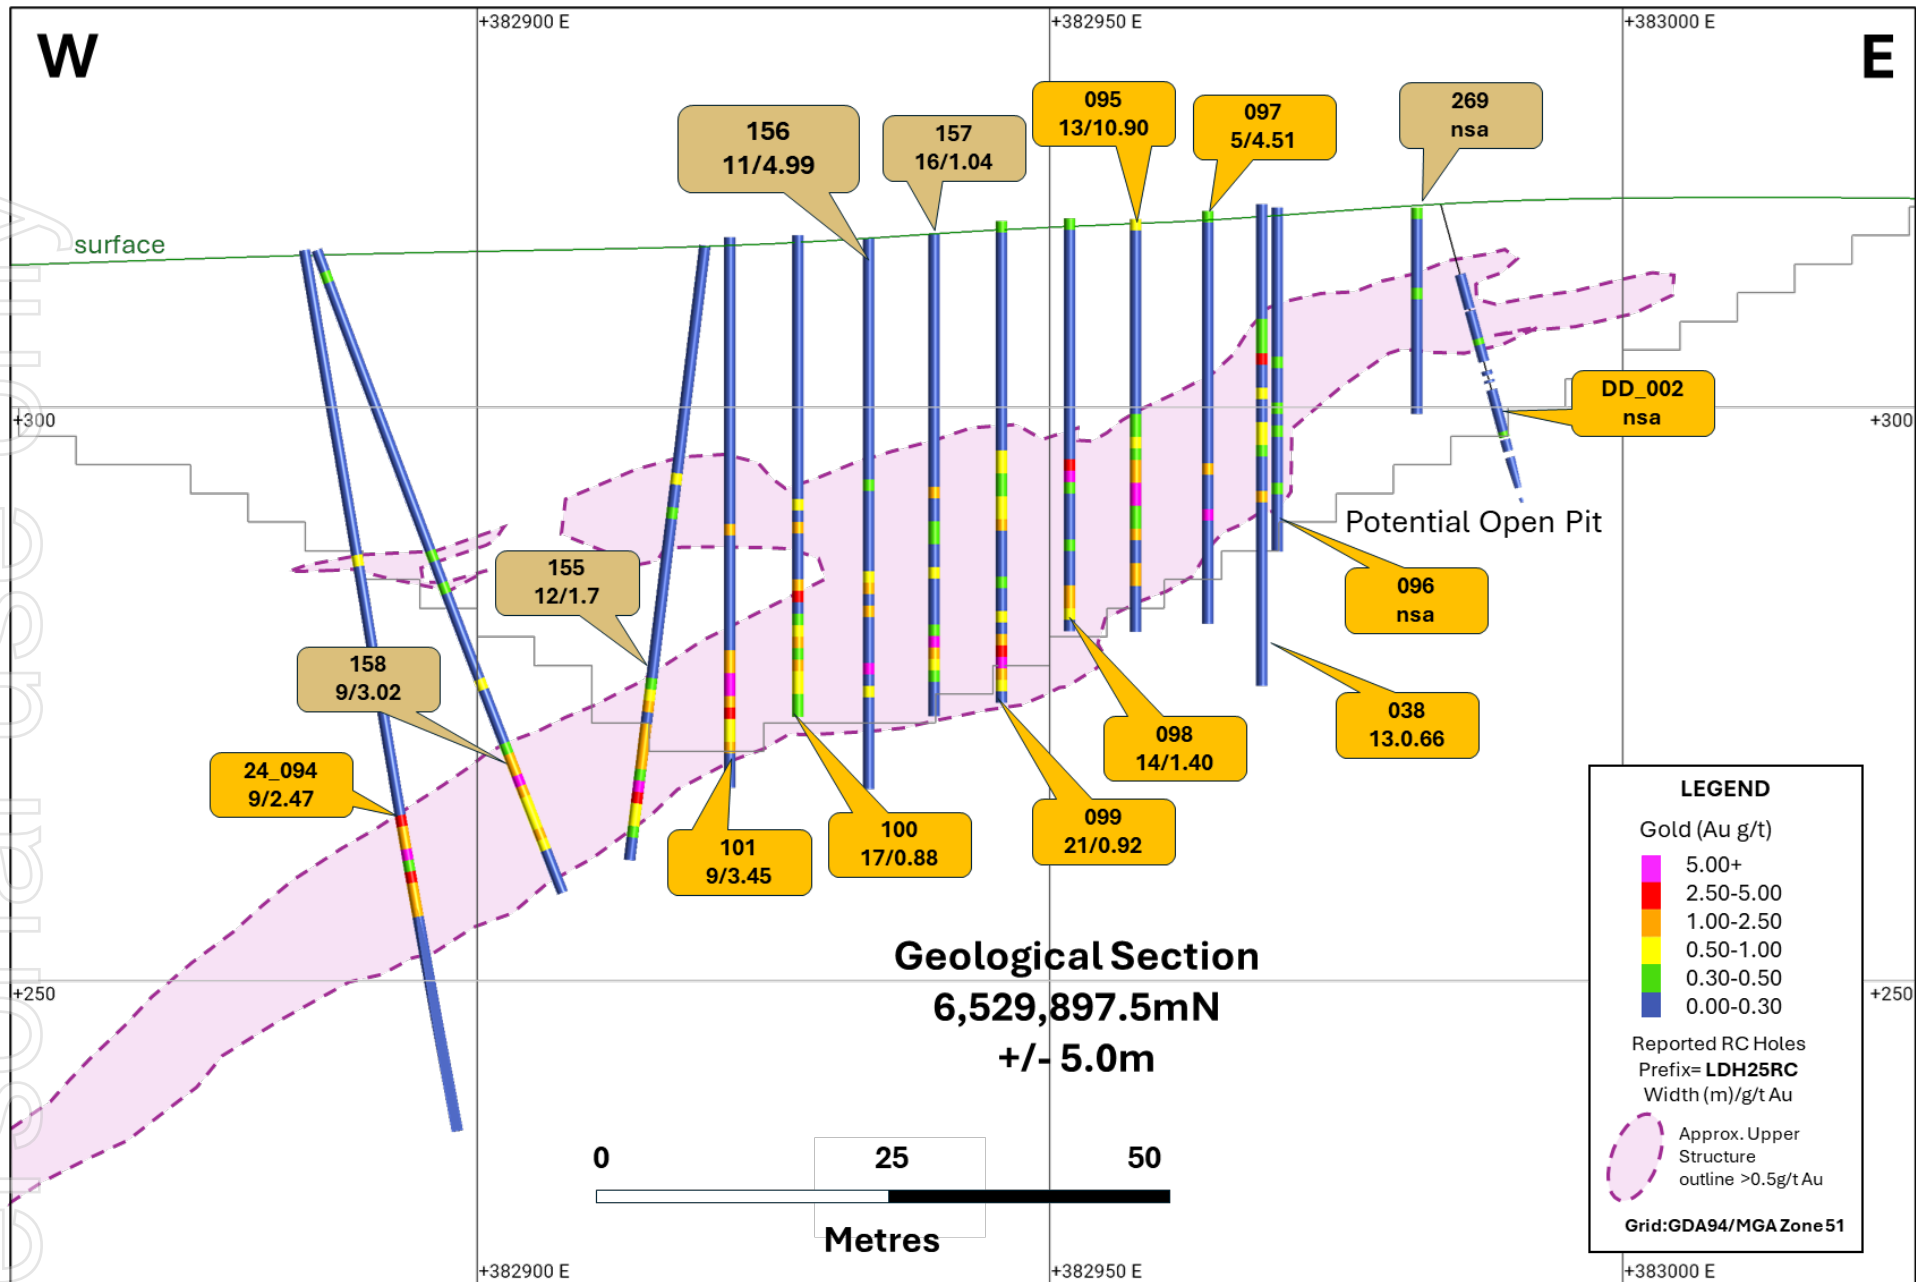 +382900 E
+382950 E
+383000 E
W
E
095
13/10.90
097
5/4.51
269
nsa
156
11/4.99
157
16/1.04
surface
DD_002
nsa
+300
+300
Potential Open Pit
155
12/1.7
096
nsa
158
9/3.02
038
13.0.66
098
14/1.40
24_094
9/2.47
099
21/0.92
100
17/0.88
101
9/3.45
LEGEND
Gold (Au g/t)
5.00+
2.50-5.00
1.00-2.50
0.50-1.00
0.30-0.50
0.00-0.30
Reported RC Holes
Prefix= LDH25RC
Width (m)/g/t Au
Approx. Upper
Structure
outline >0.5g/t Au
Grid:GDA94/MGA Zone 51
Geological Section
6,529,897.5mN
+/- 5.0m
+250
+250
0 25 50
Metres
+382900 E
+382950 E
+383000 E
ersonal use only